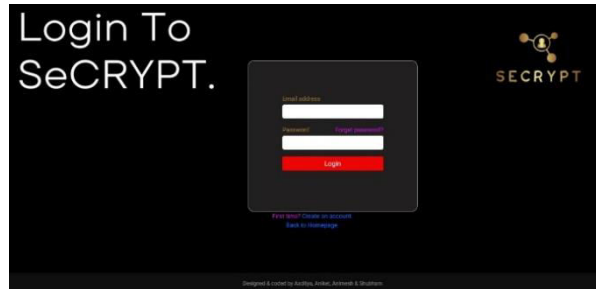 Login To
SeCRYPT.
SECRYPT
Email address
Password Forgot password?
Login
First time? Create an account.
Back to Homepage.
Designed & coded by Aaditya, Aniket, Animesh & Shubham.